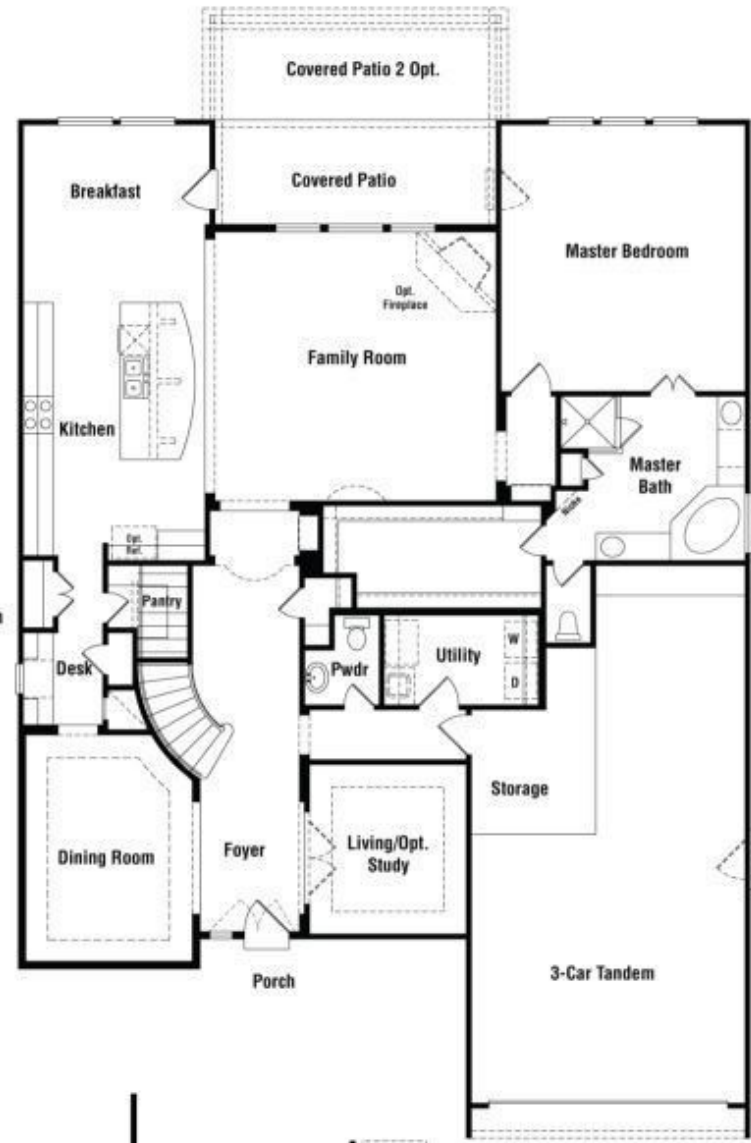 Covered Patio 2 Opt.
Covered Patio
Breakfast
Master Bedroom
Opt.
Fireplace
Family Room
Kitchen
Master
Bath
Niche
Opt.
Ref.
Pantry
Desk
Pwdr
Utility
W
D
Storage
Dining Room
Foyer
Living/Opt.
Study
Porch
3-Car Tandem